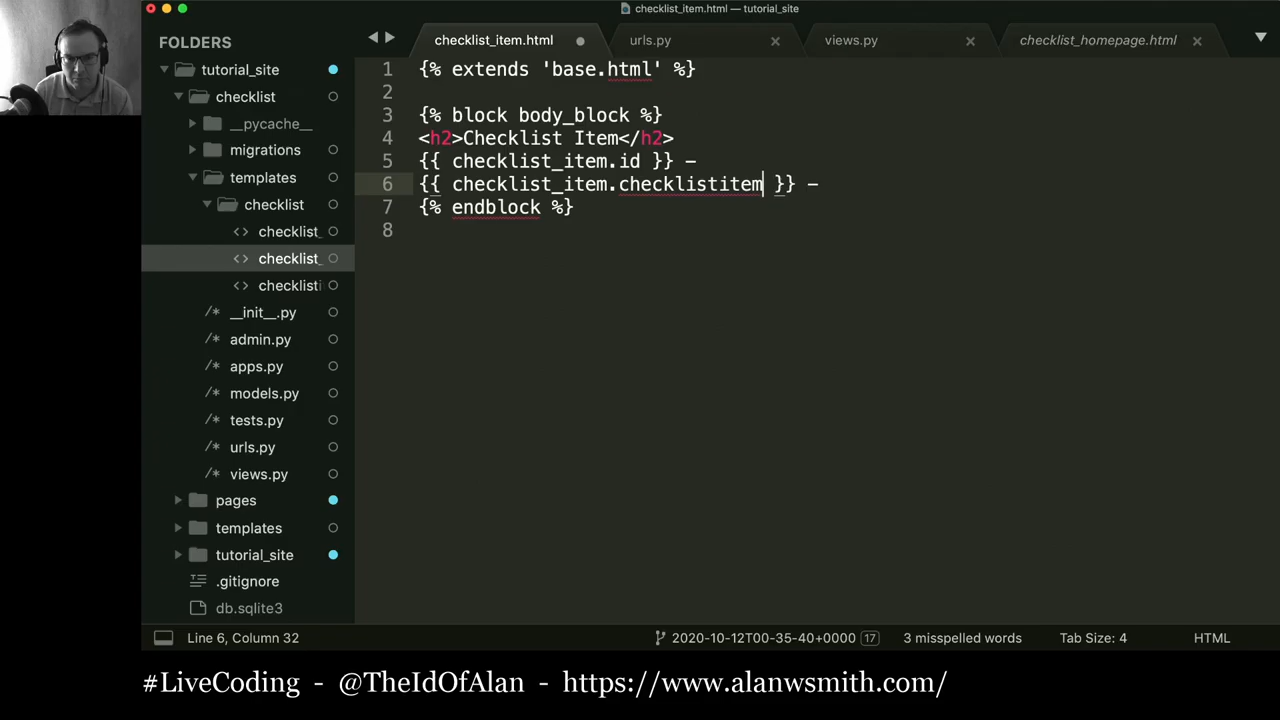 checklist_item.html — tutorial_site
FOLDERS
tutorial_site
checklist
__pycache__
migrations
templates
checklist
checklist_
checklist_
checklisti
__init__.py
admin.py
apps.py
models.py
tests.py
urls.py
views.py
pages
templates
tutorial_site
.gitignore
db.sqlite3
checklist_item.html
urls.py
views.py
checklist_homepage.html
1 {% extends 'base.html' %}
2
3 {% block body_block %}
4 <h2>Checklist Item</h2>
5 {{ checklist_item.id }} -
6 {{ checklist_item.checklistitem }} -
7 {% endblock %}
8
Line 6, Column 32
2020-10-12T00-35-40+0000 17
3 misspelled words
Tab Size: 4
HTML
#LiveCoding - @TheIdOfAlan - https://www.alanwsmith.com/